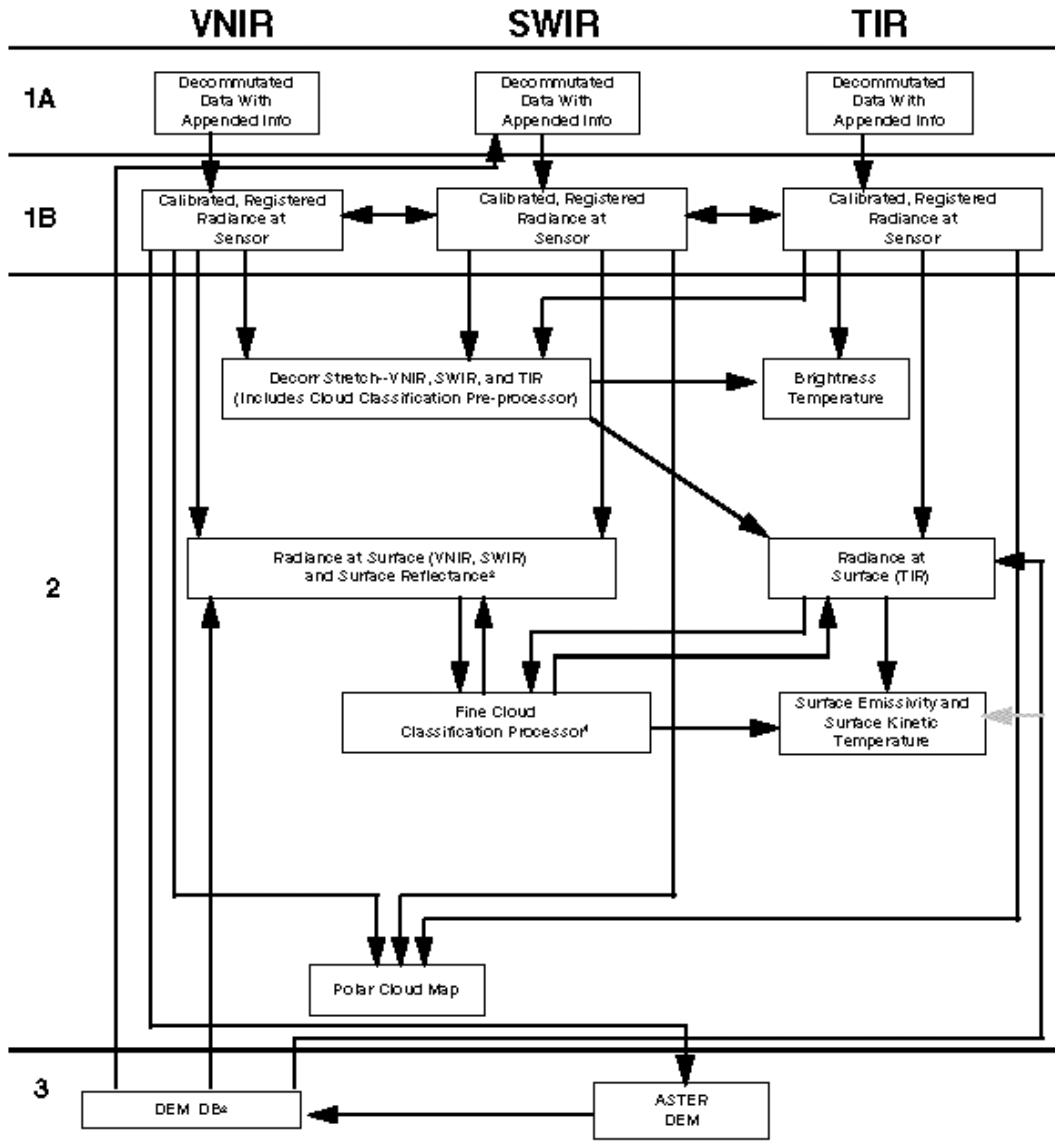 VNIR SWIR TIR
1A
Decommutated
Data With
Appended Info
Decommutated
Data With
Appended Info
Decommutated
Data With
Appended Info
1B
Calibrated, Registered
Radiance at
Sensor
Calibrated, Registered
Radiance at
Sensor
Calibrated, Registered
Radiance at
Sensor
2
Decorr Stretch--VNIR, SWIR, and TIR
(Includes Cloud Classification Pre-processor)
Brightness
Temperature
Radiance at Surface (VNIR, SWIR)
and Surface Reflectance
Radiance at
Surface (TIR)
Fine Cloud
Classification Processor
Surface Emissivity and
Surface Kinetic
Temperature
Polar Cloud Map
3
DEM DB
ASTER
DEM